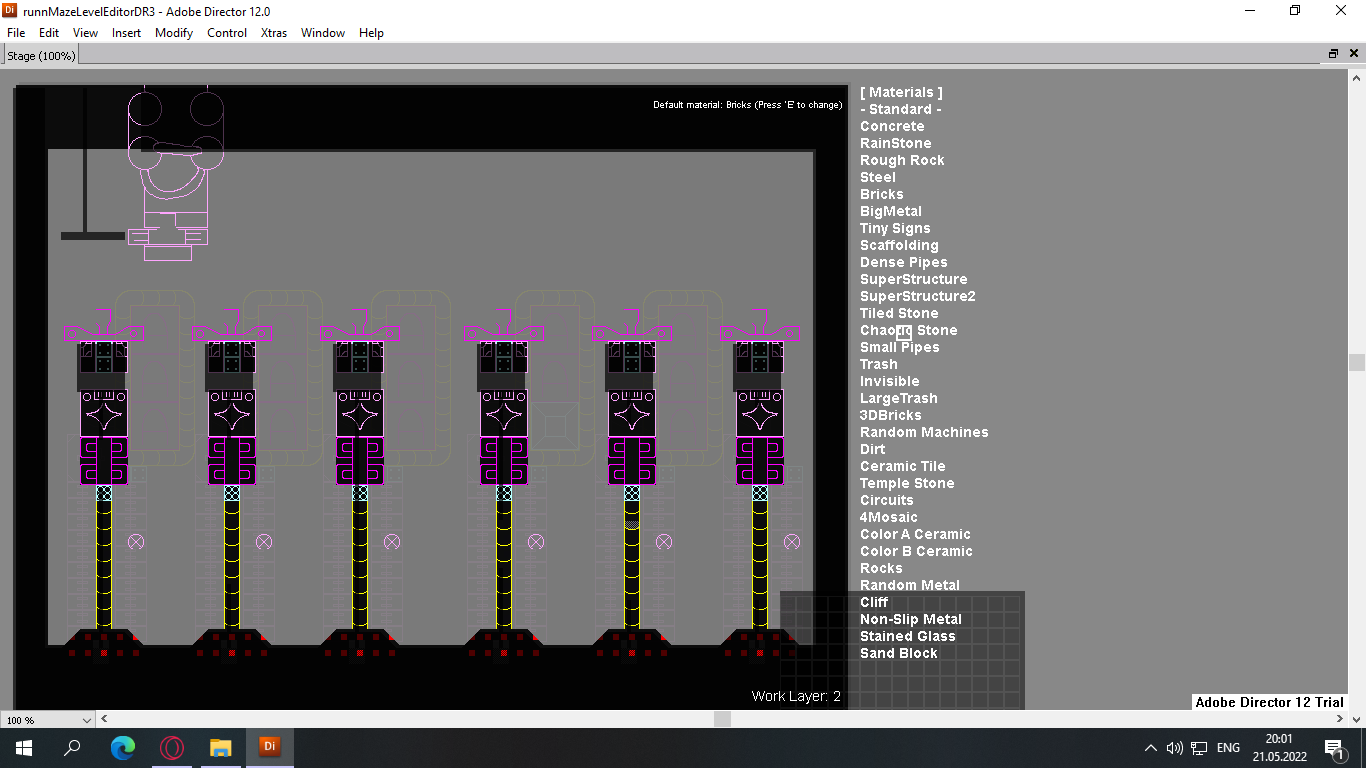 runnMazeLevelEditorDR3 - Adobe Director 12.0
File Edit View Insert Modify Control Xtras Window Help
Stage (100%)
Default material: Bricks (Press 'E' to change)
[ Materials ]
- Standard -
Concrete
RainStone
Rough Rock
Steel
Bricks
BigMetal
Tiny Signs
Scaffolding
Dense Pipes
SuperStructure
SuperStructure2
Tiled Stone
Chaotic Stone
Small Pipes
Trash
Invisible
LargeTrash
3DBricks
Random Machines
Dirt
Ceramic Tile
Temple Stone
Circuits
4Mosaic
Color A Ceramic
Color B Ceramic
Rocks
Random Metal
Cliff
Non-Slip Metal
Stained Glass
Sand Block
Work Layer: 2
Adobe Director 12 Trial
100 %
Di
ENG
20:01
21.05.2022
1